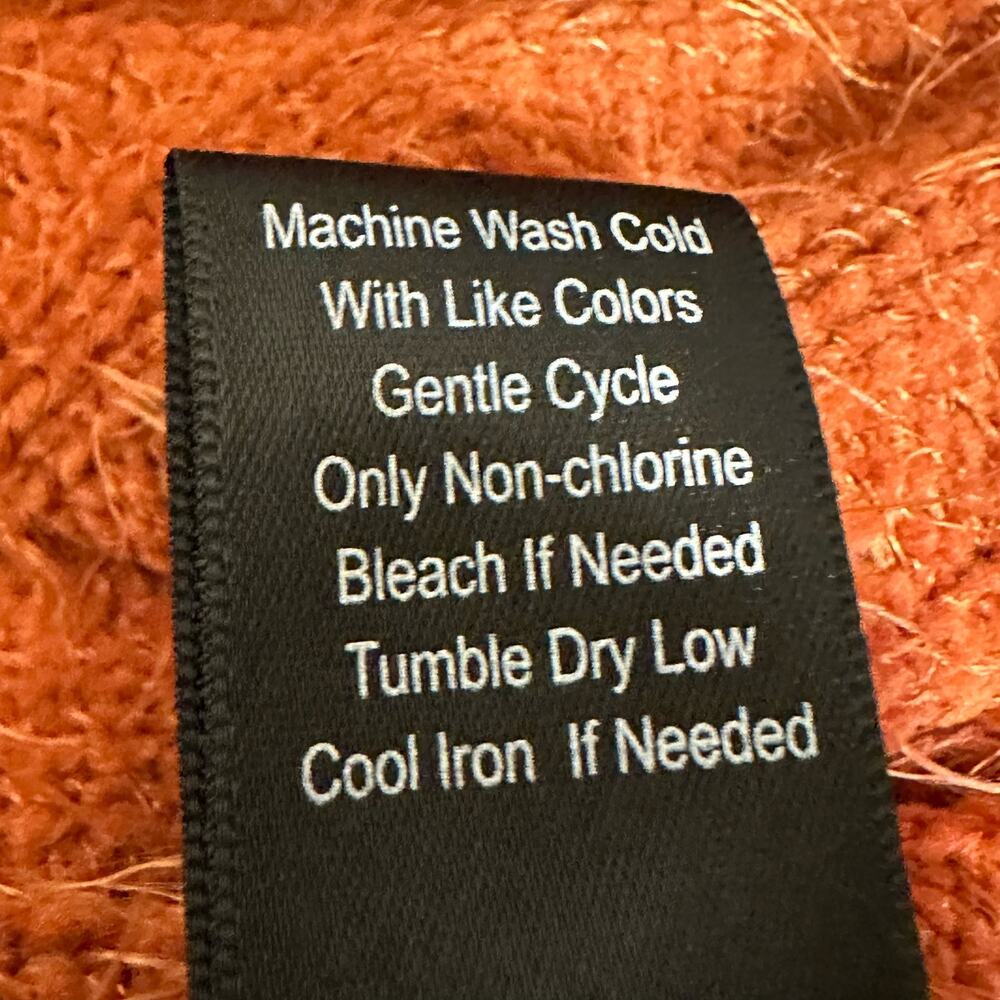 Machine Wash Cold
With Like Colors
Gentle Cycle
Only Non-chlorine
Bleach If Needed
Tumble Dry Low
Cool Iron If Needed